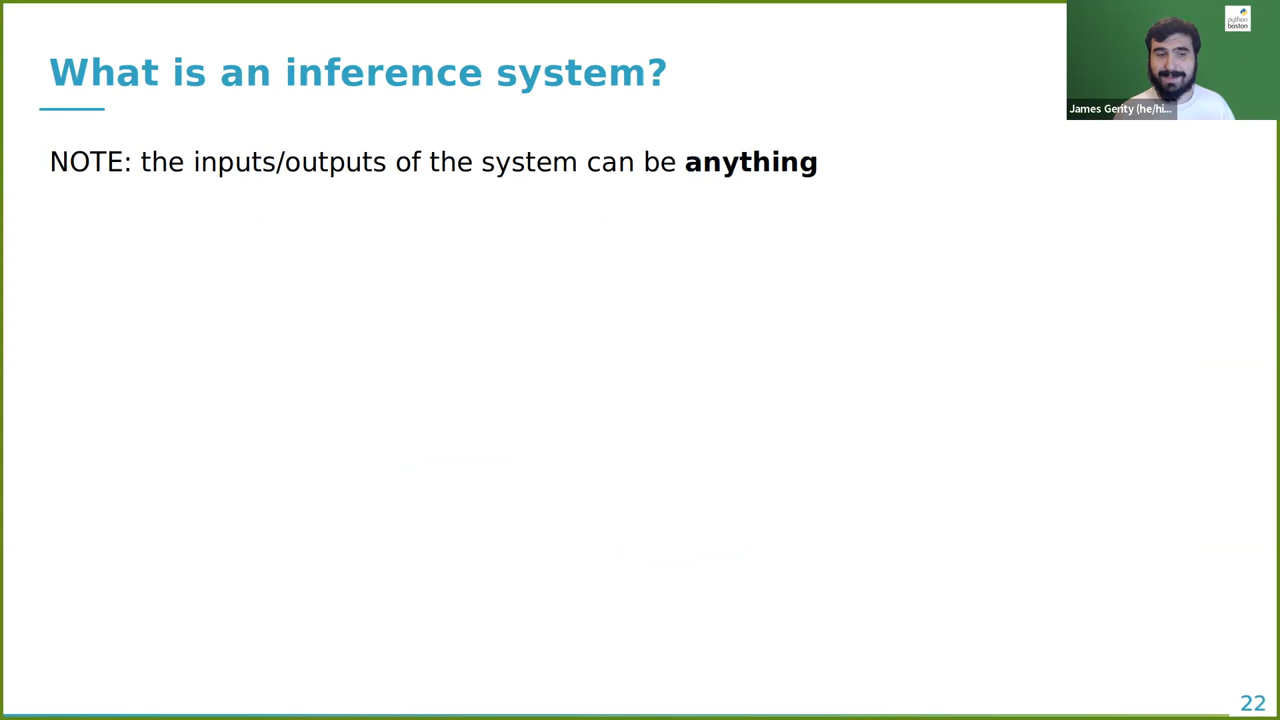 What is an inference system?
NOTE: the inputs/outputs of the system can be anything
python
boston
James Gerity (he/hi...
22